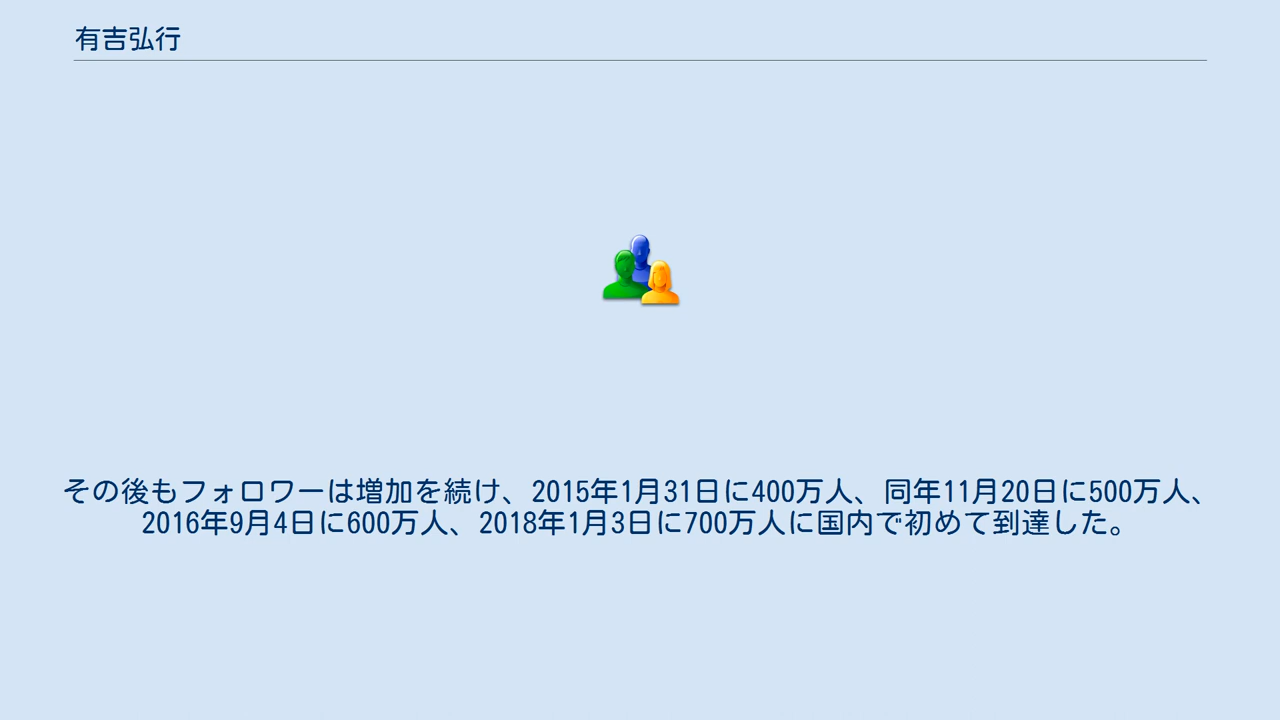 有吉弘行
その後もフォロワーは増加を続け、2015年1月31日に400万人、同年11月20日に500万人、
2016年9月4日に600万人、2018年1月3日に700万人に国内で初めて到達した。